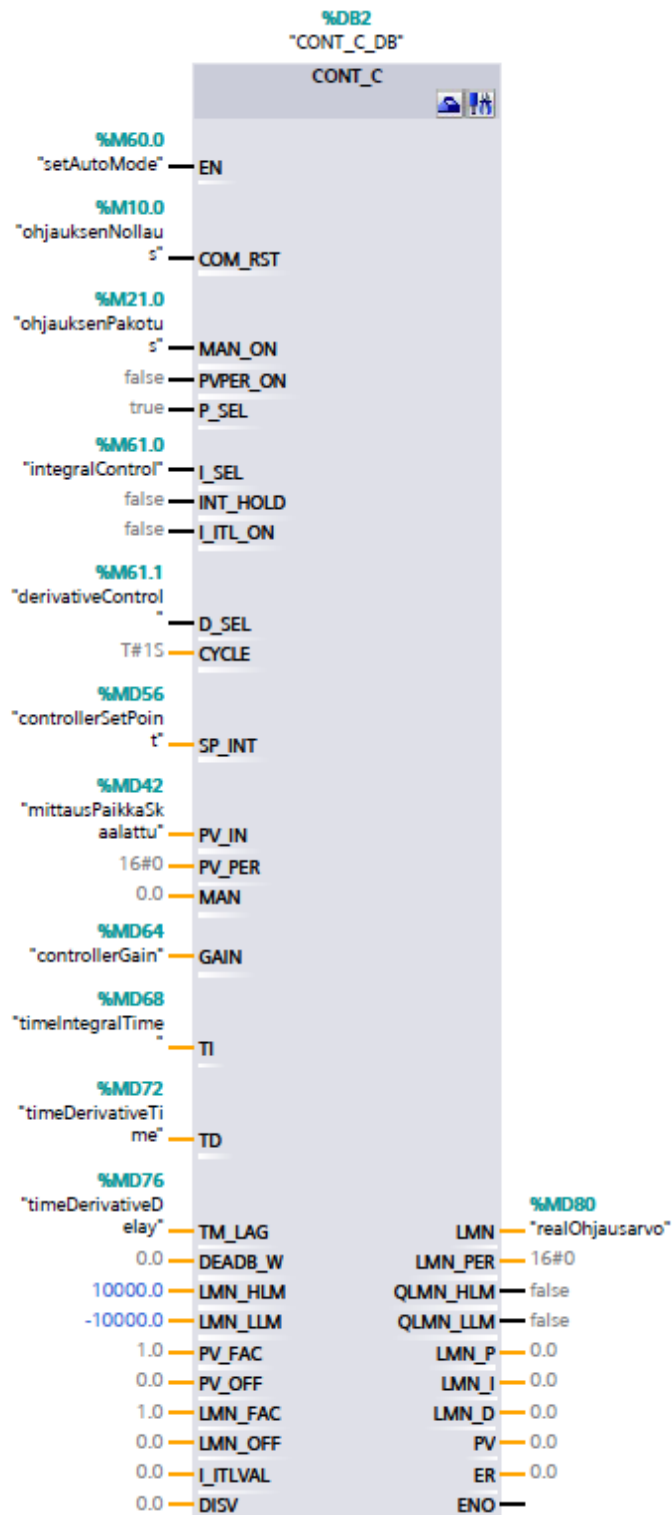 %DB2
"CONT_C_DB"
CONT_C
%M60.0
"setAutoMode" EN
%M10.0
"ohjauksenNollau
s" COM_RST
%M21.0
"ohjauksenPakotu
s" MAN_ON
false PVPER_ON
true P_SEL
%M61.0
"integralControl" I_SEL
false INT_HOLD
false I_ITL_ON
%M61.1
"derivativeControl
" D_SEL
T#1S CYCLE
%MD56
"controllerSetPoin
t" SP_INT
%MD42
"mittausPaikkaSk
aalattu" PV_IN
16#0 PV_PER
0.0 MAN
%MD64
"controllerGain" GAIN
%MD68
"timeIntegralTime
" TI
%MD72
"timeDerivativeTi
me" TD
%MD76 %MD80
"timeDerivativeD
elay" TM_LAG LMN "realOhjausarvo"
0.0 DEADB_W LMN_PER 16#0
10000.0 LMN_HLM QLMN_HLM false
-10000.0 LMN_LLM QLMN_LLM false
1.0 PV_FAC LMN_P 0.0
0.0 PV_OFF LMN_I 0.0
1.0 LMN_FAC LMN_D 0.0
0.0 LMN_OFF PV 0.0
0.0 I_ITLVAL ER 0.0
0.0 DISV ENO